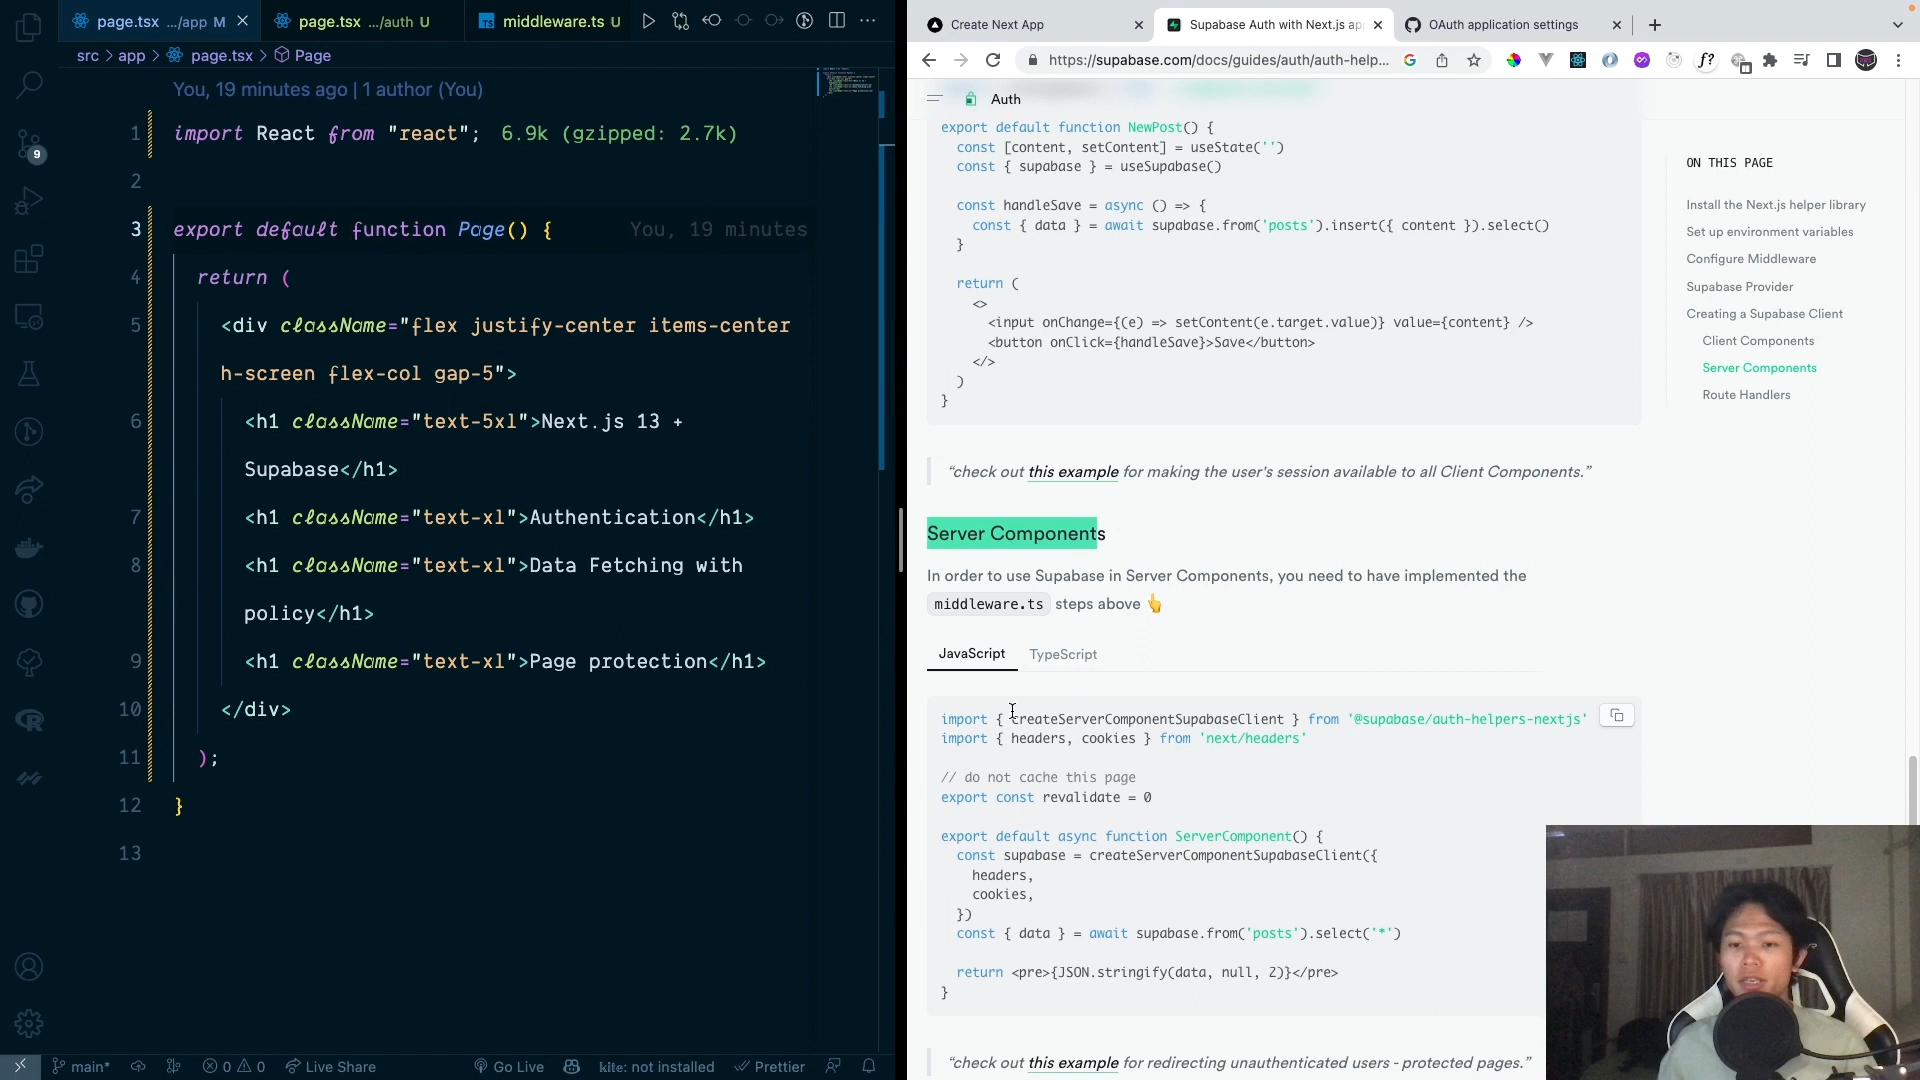 page.tsx .../app M
page.tsx .../auth U
TS middleware.ts U
src > app > page.tsx > Page
You, 19 minutes ago | 1 author (You)
1 import React from "react"; 6.9k (gzipped: 2.7k)
2
3 export default function Page() { You, 19 minutes
4 return (
5 <div className="flex justify-center items-center
h-screen flex-col gap-5">
6 <h1 className="text-5xl">Next.js 13 +
Supabase</h1>
7 <h1 className="text-xl">Authentication</h1>
8 <h1 className="text-xl">Data Fetching with
policy</h1>
9 <h1 className="text-xl">Page protection</h1>
10 </div>
11 );
12 }
13
9
main*
0 0
Live Share
Go Live
kite: not installed
Prettier
Create Next App
Supabase Auth with Next.js ap
OAuth application settings
https://supabase.com/docs/guides/auth/auth-help...
f?
Auth
export default function NewPost() {
const [content, setContent] = useState('')
const { supabase } = useSupabase()
const handleSave = async () => {
const { data } = await supabase.from('posts').insert({ content }).select()
}
return (
<>
<input onChange={(e) => setContent(e.target.value)} value={content} />
<button onClick={handleSave}>Save</button>
</>
)
}
“check out this example for making the user's session available to all Client Components.”
Server Components
In order to use Supabase in Server Components, you need to have implemented the
middleware.ts steps above 👆
JavaScript TypeScript
import { createServerComponentSupabaseClient } from '@supabase/auth-helpers-nextjs'
import { headers, cookies } from 'next/headers'
// do not cache this page
export const revalidate = 0
export default async function ServerComponent() {
const supabase = createServerComponentSupabaseClient({
headers,
cookies,
})
const { data } = await supabase.from('posts').select('*')
return <pre>{JSON.stringify(data, null, 2)}</pre>
}
“check out this example for redirecting unauthenticated users - protected pages.”
ON THIS PAGE
Install the Next.js helper library
Set up environment variables
Configure Middleware
Supabase Provider
Creating a Supabase Client
Client Components
Server Components
Route Handlers